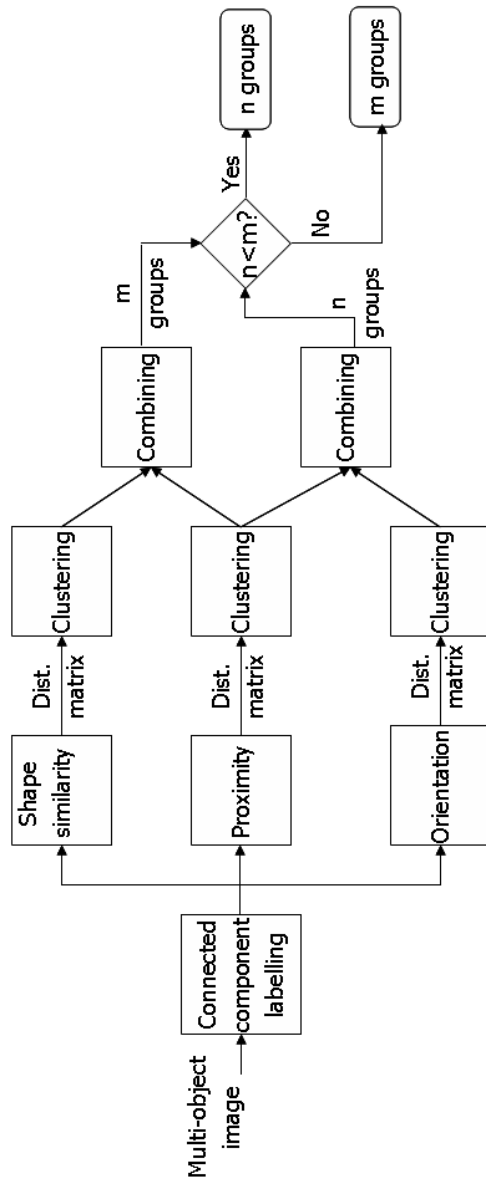 Multi-object
image
Connected
component
labelling
Shape
similarity
Dist.
matrix
Clustering
Proximity
Dist.
matrix
Clustering
Orientation
Dist.
matrix
Clustering
Combining
m
groups
Combining
n
groups
n<m?
Yes
n groups
No
m groups